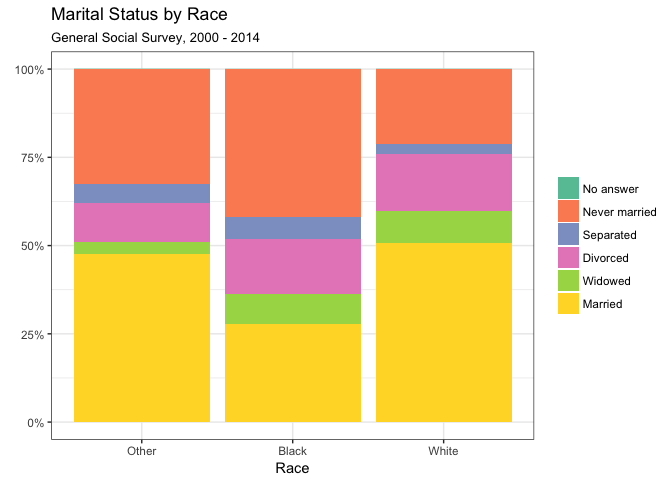 Marital Status by Race
General Social Survey, 2000 - 2014
100%
75%
50%
25%
0%
Other Black White
Race
No answer
Never married
Separated
Divorced
Widowed
Married